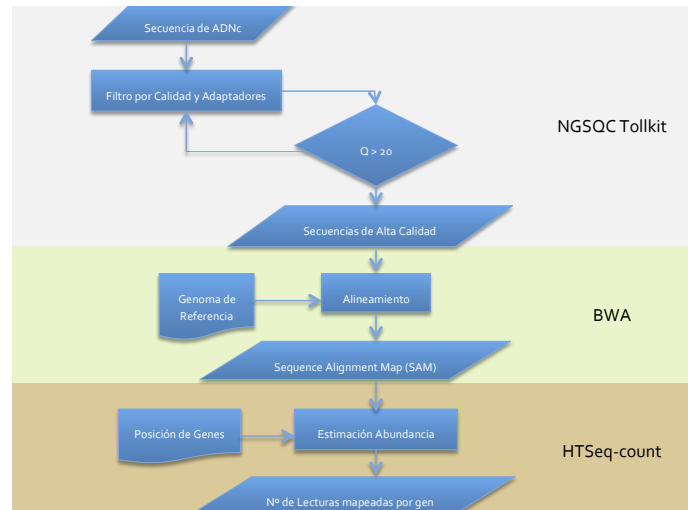 Secuencia de ADNc
Filtro por Calidad y Adaptadores
NGSQC Tollkit
Q > 20
Secuencias de Alta Calidad
Genoma de
Referencia
Alineamiento
BWA
Sequence Alignment Map (SAM)
Posición de Genes
Estimación Abundancia
HTSeq-count
Nº de Lecturas mapeadas por gen